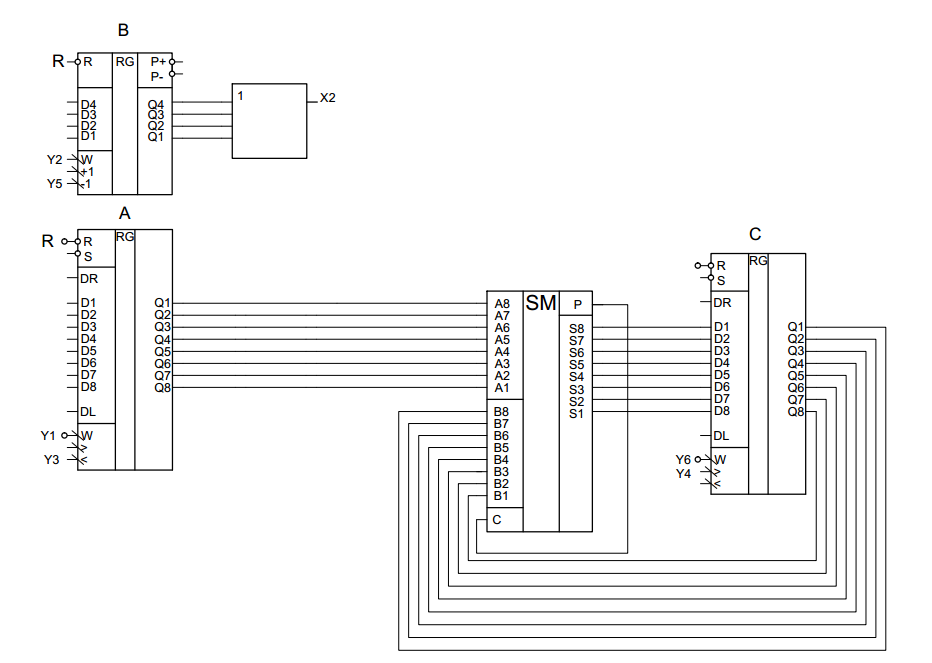 B
R R RG P+
P-
D4 Q4 1 X2
D3 Q3
D2 Q2
D1 Q1
Y2 W
+1
Y5 -1
A
R R RG
S
DR
D1 Q1
D2 Q2
D3 Q3
D4 Q4
D5 Q5
D6 Q6
D7 Q7
D8 Q8
DL
Y1 W
>
Y3 <
SM P
A8
A7 S8
A6 S7
A5 S6
A4 S5
A3 S4
A2 S3
A1 S2
S1
B8
B7
B6
B5
B4
B3
B2
B1
C
C
R RG
S
DR
D1 Q1
D2 Q2
D3 Q3
D4 Q4
D5 Q5
D6 Q6
D7 Q7
D8 Q8
DL
Y6 W
Y4 >
<